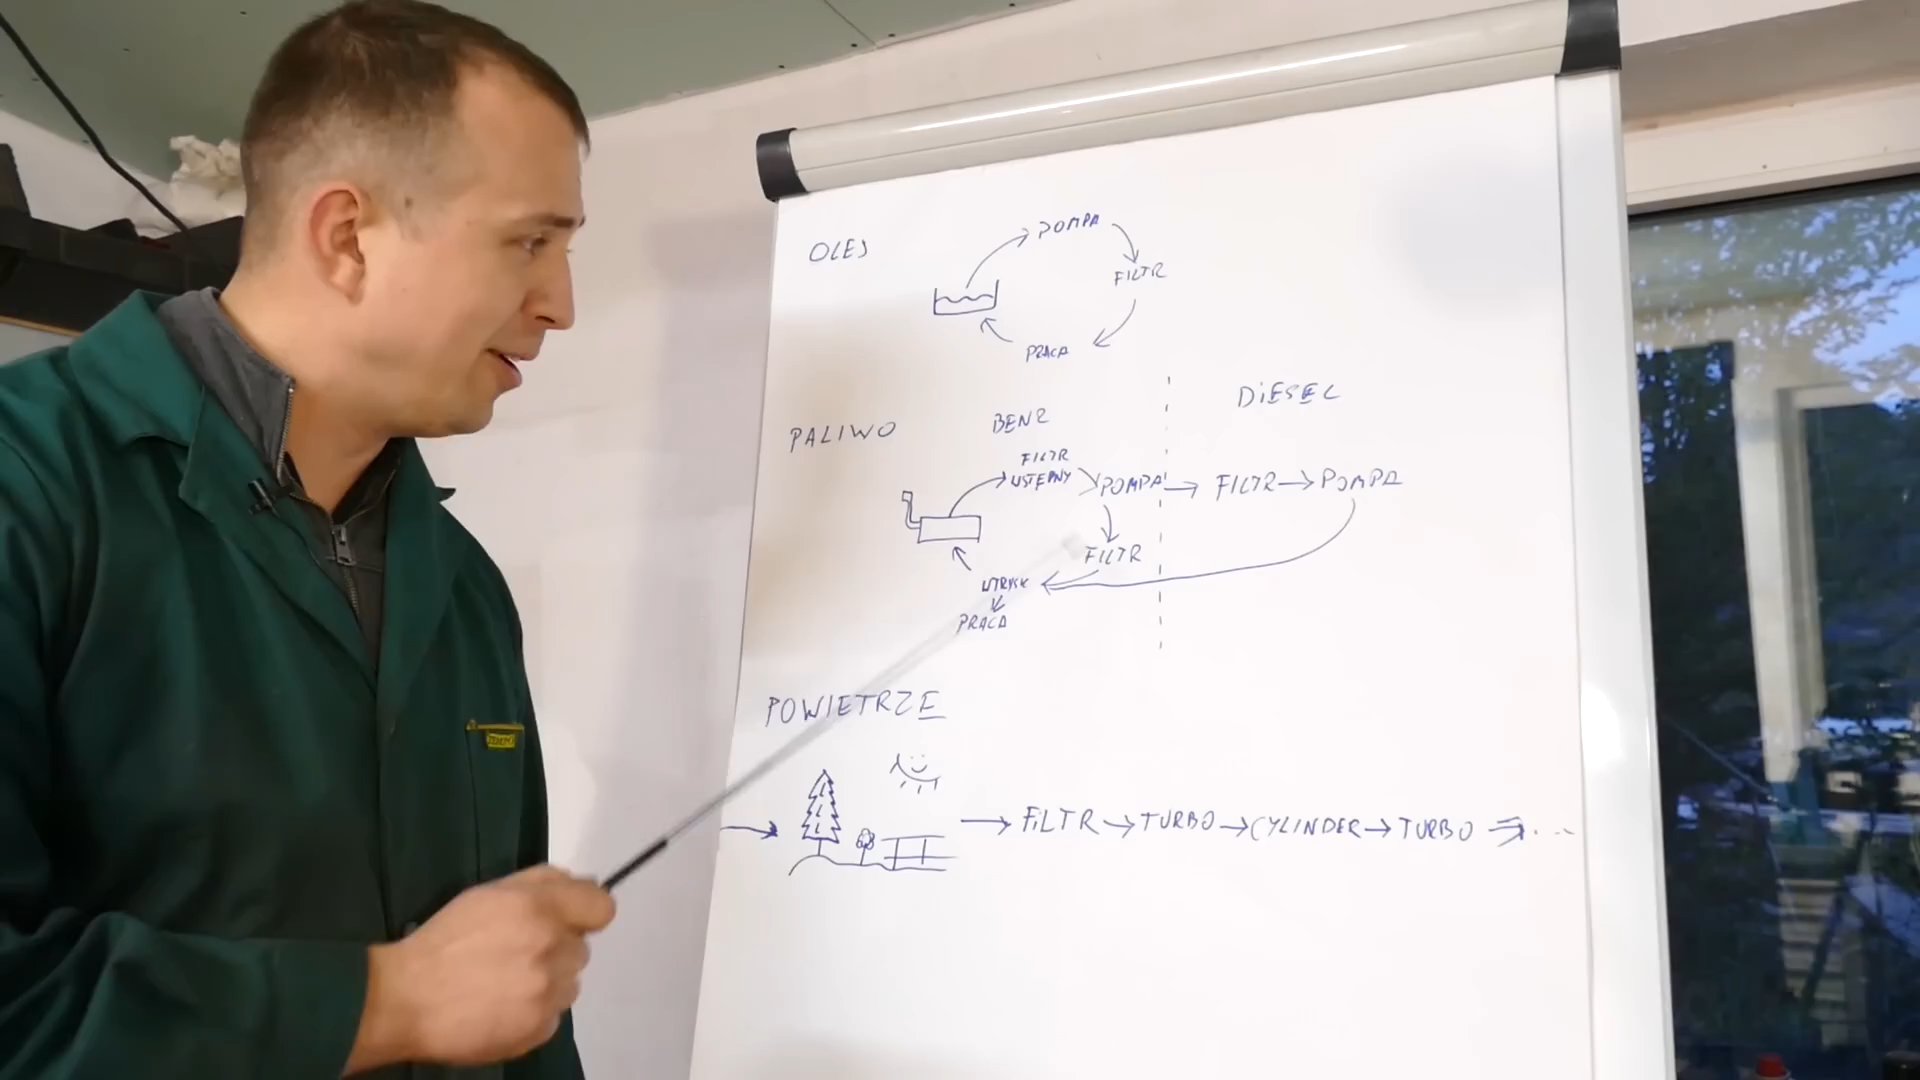 OLEJ
POMPA
FILTR
PRACA
DIESEL
PALIWO
BENZ
FILTR
WSTĘPNY
POMPA
FILTR
POMPA
FILTR
WTRYSK
PRACA
POWIETRZE
FILTR TURBO CYLINDER TURBO ...